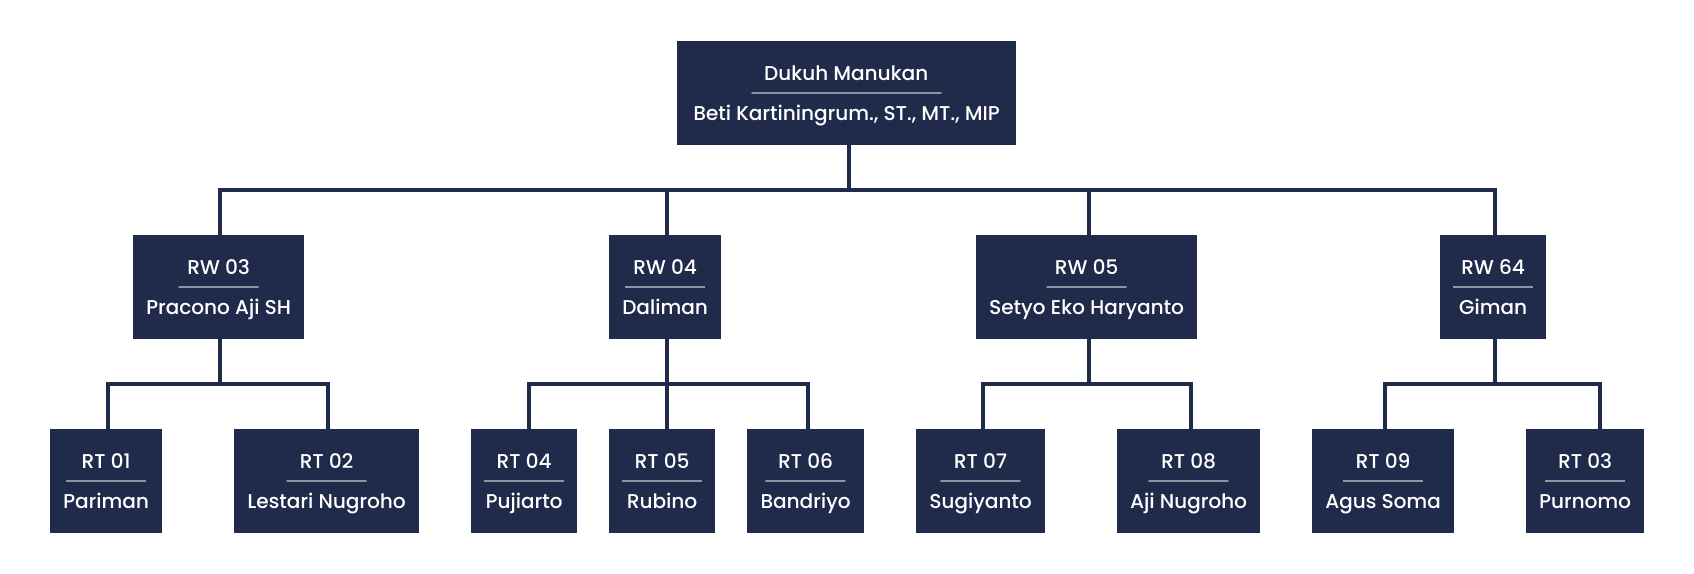 Dukuh Manukan
Beti Kartiningrum., ST., MT., MIP
RW 03
Pracono Aji SH
RW 04
Daliman
RW 05
Setyo Eko Haryanto
RW 64
Giman
RT 01
Pariman
RT 02
Lestari Nugroho
RT 04
Pujiarto
RT 05
Rubino
RT 06
Bandriyo
RT 07
Sugiyanto
RT 08
Aji Nugroho
RT 09
Agus Soma
RT 03
Purnomo